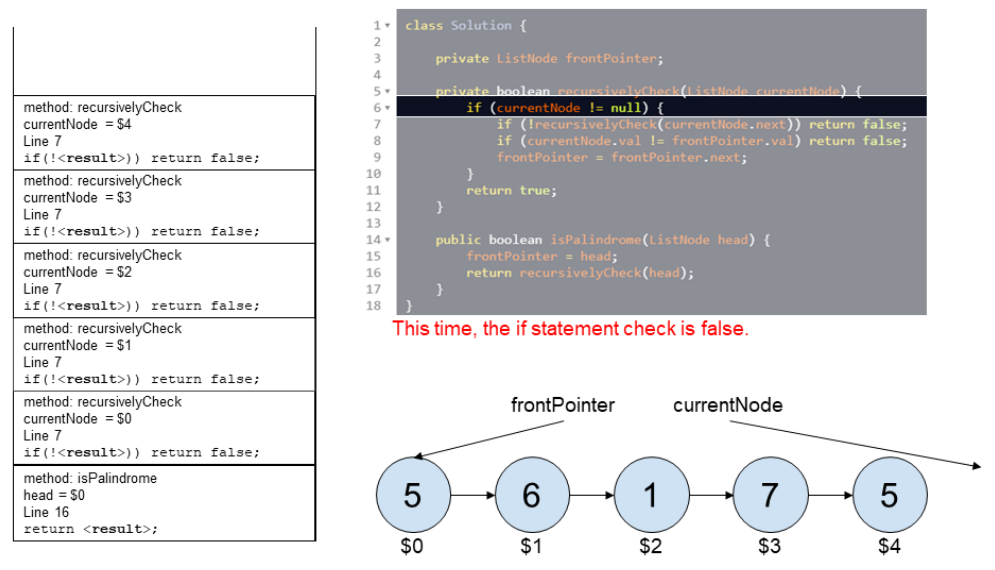 method: recursivelyCheck
currentNode = $4
Line 7
if(!<result>)) return false;
method: recursivelyCheck
currentNode = $3
Line 7
if(!<result>)) return false;
method: recursivelyCheck
currentNode = $2
Line 7
if(!<result>)) return false;
method: recursivelyCheck
currentNode = $1
Line 7
if(!<result>)) return false;
method: recursivelyCheck
currentNode = $0
Line 7
if(!<result>)) return false;
method: isPalindrome
head = $0
Line 16
return <result>;
1 class Solution {
2
3 private ListNode frontPointer;
4
5 private boolean recursivelyCheck(ListNode currentNode) {
6 if (currentNode != null) {
7 if (!recursivelyCheck(currentNode.next)) return false;
8 if (currentNode.val != frontPointer.val) return false;
9 frontPointer = frontPointer.next;
10 }
11 return true;
12 }
13
14 public boolean isPalindrome(ListNode head) {
15 frontPointer = head;
16 return recursivelyCheck(head);
17 }
18 }
This time, the if statement check is false.
frontPointer currentNode
5 6 1 7 5
$0 $1 $2 $3 $4